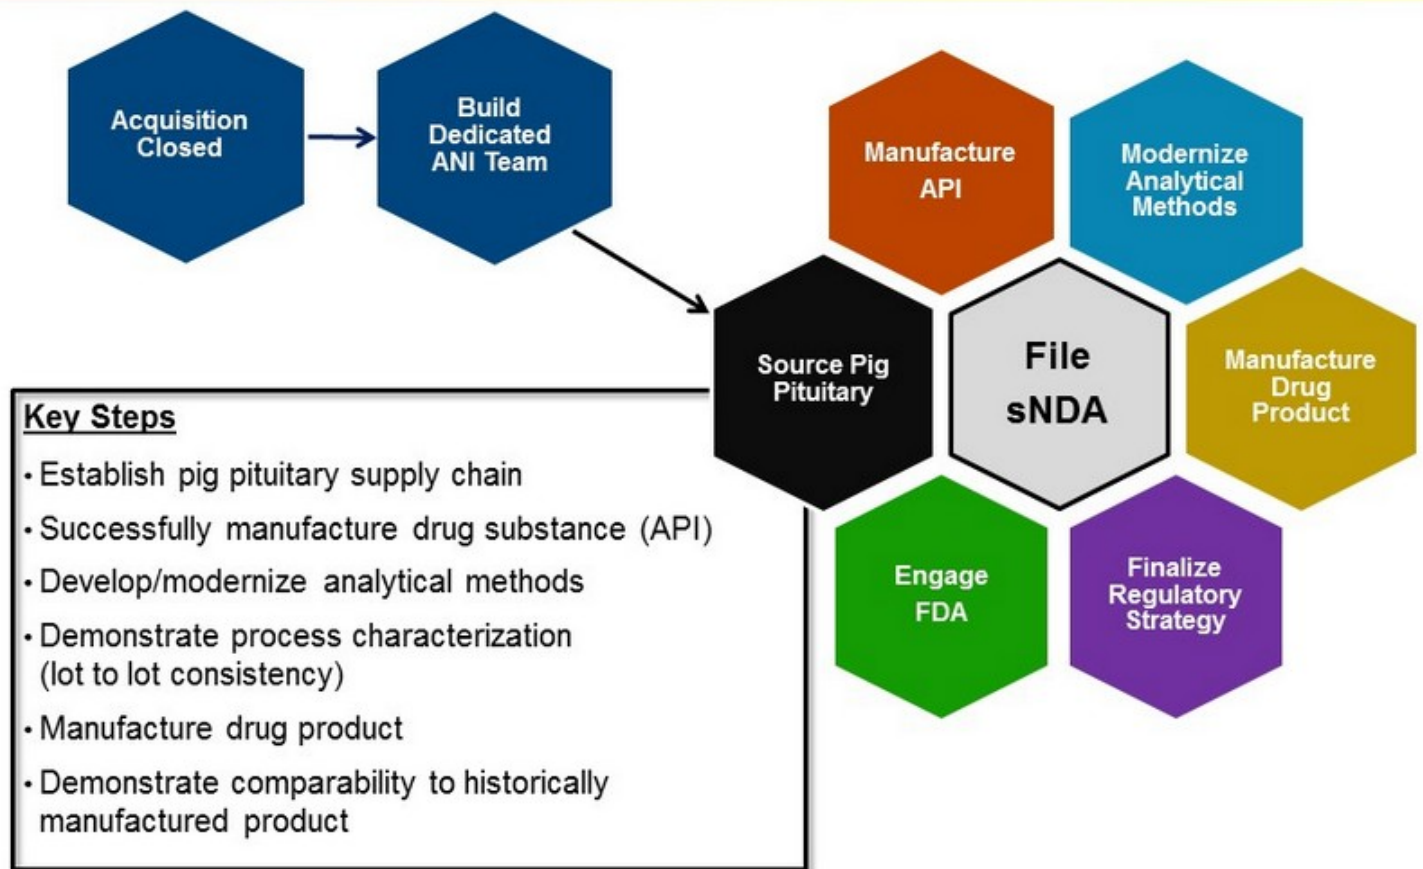 Acquisition
Closed
Build
Dedicated
ANI Team
Manufacture
API
Modernize
Analytical
Methods
Source Pig
Pituitary
File
sNDA
Manufacture
Drug
Product
Engage
FDA
Finalize
Regulatory
Strategy
Key Steps
• Establish pig pituitary supply chain
• Successfully manufacture drug substance (API)
• Develop/modernize analytical methods
• Demonstrate process characterization
(lot to lot consistency)
• Manufacture drug product
• Demonstrate comparability to historically
manufactured product